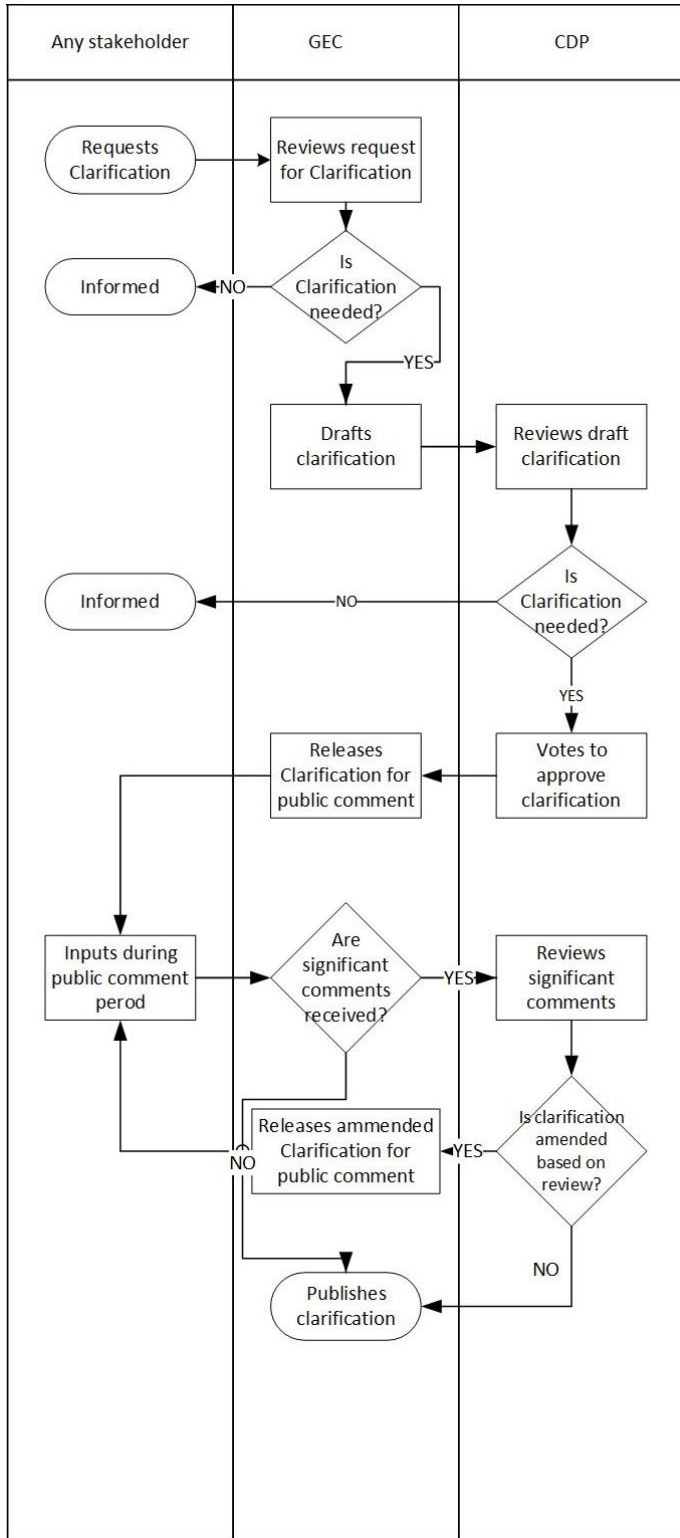 Any stakeholder
GEC
CDP
Requests
Clarification
Reviews request
for Clarification
Is
Clarification
needed?
NO
Informed
YES
Drafts
clarification
Reviews draft
clarification
Is
Clarification
needed?
NO
Informed
YES
Votes to
approve
clarification
Releases
Clarification for
public comment
Inputs during
public comment
perod
Are
significant
comments
received?
YES
Reviews
significant
comments
Is clarification
amended
based on
review?
YES
Releases ammended
Clarification for
public comment
NO
NO
Publishes
clarification